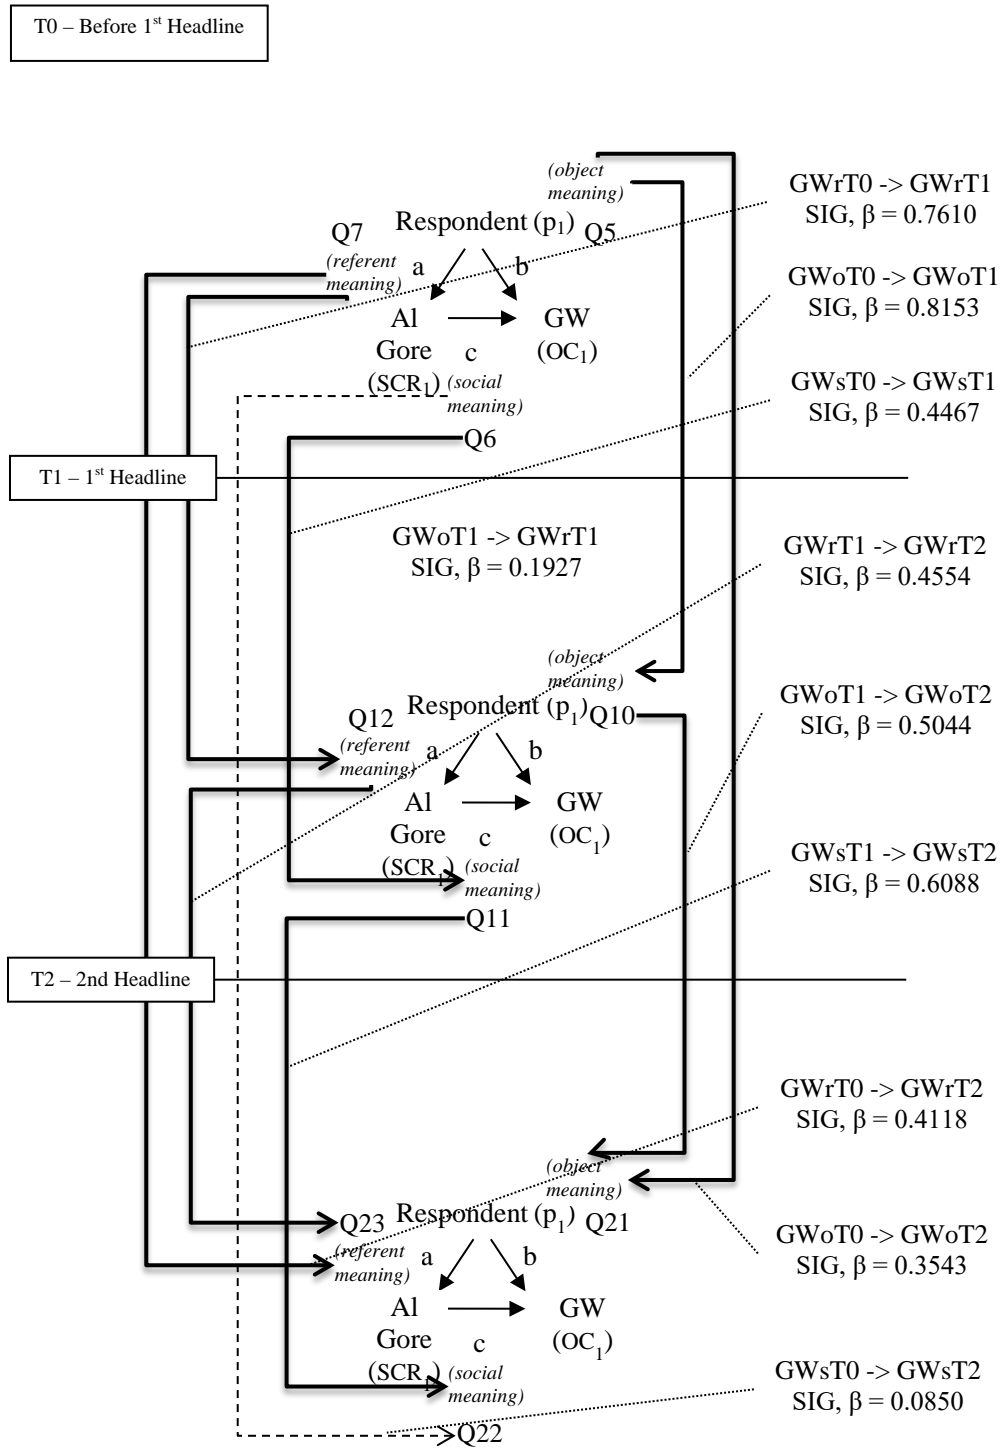 T0 – Before 1st Headline
(object
meaning)
GWrT0 -> GWrT1
SIG, β = 0.7610
Respondent (p1)
Q7
Q5
(referent
meaning)
a
b
GWoT0 -> GWoT1
SIG, β = 0.8153
Al
Gore
(SCR1)
GW
(OC1)
c
(social
meaning)
GWsT0 -> GWsT1
SIG, β = 0.4467
Q6
T1 – 1st Headline
GWoT1 -> GWrT1
SIG, β = 0.1927
GWrT1 -> GWrT2
SIG, β = 0.4554
(object
meaning)
Respondent (p1)
Q12
Q10
(referent
meaning)
a
b
GWoT1 -> GWoT2
SIG, β = 0.5044
Al
Gore
(SCR1)
GW
(OC1)
c
(social
meaning)
GWsT1 -> GWsT2
SIG, β = 0.6088
Q11
T2 – 2nd Headline
GWrT0 -> GWrT2
SIG, β = 0.4118
(object
meaning)
Q23
Respondent (p1)
Q21
(referent
meaning)
a
b
GWoT0 -> GWoT2
SIG, β = 0.3543
Al
Gore
(SCR1)
GW
(OC1)
c
(social
meaning)
GWsT0 -> GWsT2
SIG, β = 0.0850
Q22